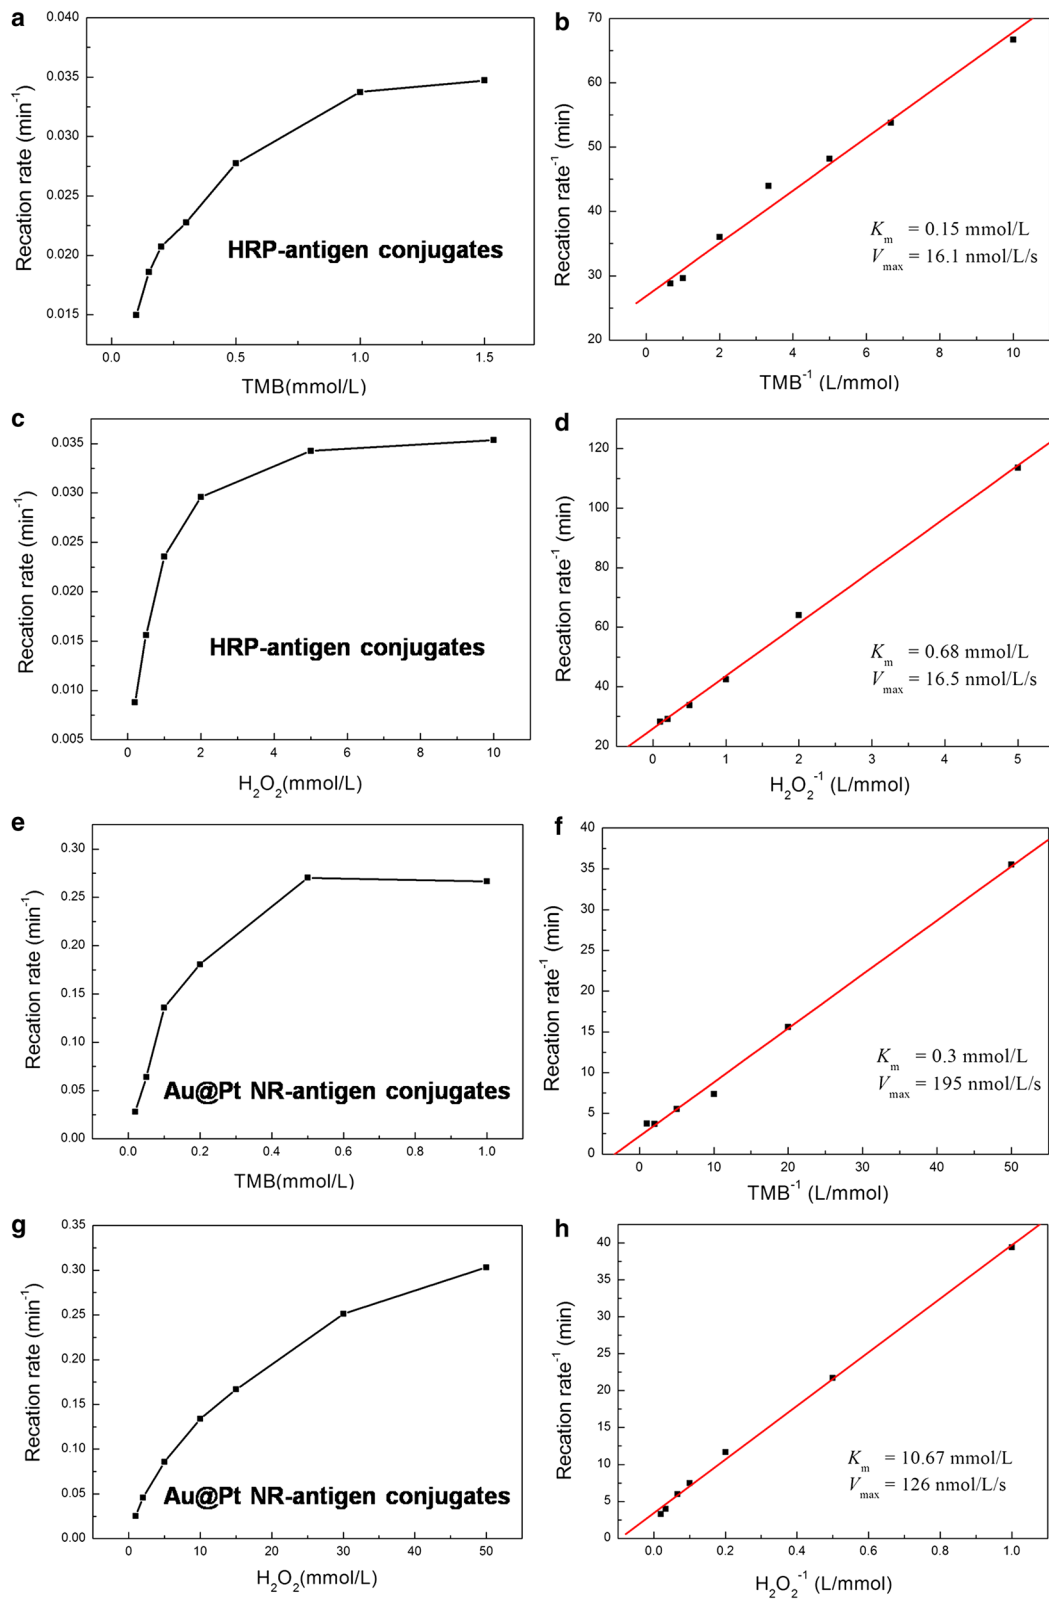 a
0.040
0.035
0.030
0.025
0.020
0.015
Recation rate (min⁻¹)
HRP-antigen conjugates
0.0 0.5 1.0 1.5
TMB(mmol/L)
b
70
60
50
40
30
20
Recation rate⁻¹ (min)
Kₘ = 0.15 mmol/L
Vmax = 16.1 nmol/L/s
0 2 4 6 8 10
TMB⁻¹ (L/mmol)
c
0.035
0.030
0.025
0.020
0.015
0.010
0.005
Recation rate (min⁻¹)
HRP-antigen conjugates
0 2 4 6 8 10
H₂O₂(mmol/L)
d
120
100
80
60
40
20
Recation rate⁻¹ (min)
Kₘ = 0.68 mmol/L
Vmax = 16.5 nmol/L/s
0 1 2 3 4 5
H₂O₂⁻¹ (L/mmol)
e
0.30
0.25
0.20
0.15
0.10
0.05
0.00
Recation rate (min⁻¹)
Au@Pt NR-antigen conjugates
0.0 0.2 0.4 0.6 0.8 1.0
TMB(mmol/L)
f
40
35
30
25
20
15
10
5
0
Recation rate⁻¹ (min)
Kₘ = 0.3 mmol/L
Vmax = 195 nmol/L/s
0 10 20 30 40 50
TMB⁻¹ (L/mmol)
g
0.35
0.30
0.25
0.20
0.15
0.10
0.05
0.00
Recation rate (min⁻¹)
Au@Pt NR-antigen conjugates
0 10 20 30 40 50
H₂O₂(mmol/L)
h
40
35
30
25
20
15
10
5
0
Recation rate⁻¹ (min)
Kₘ = 10.67 mmol/L
Vmax = 126 nmol/L/s
0.0 0.2 0.4 0.6 0.8 1.0
H₂O₂⁻¹ (L/mmol)